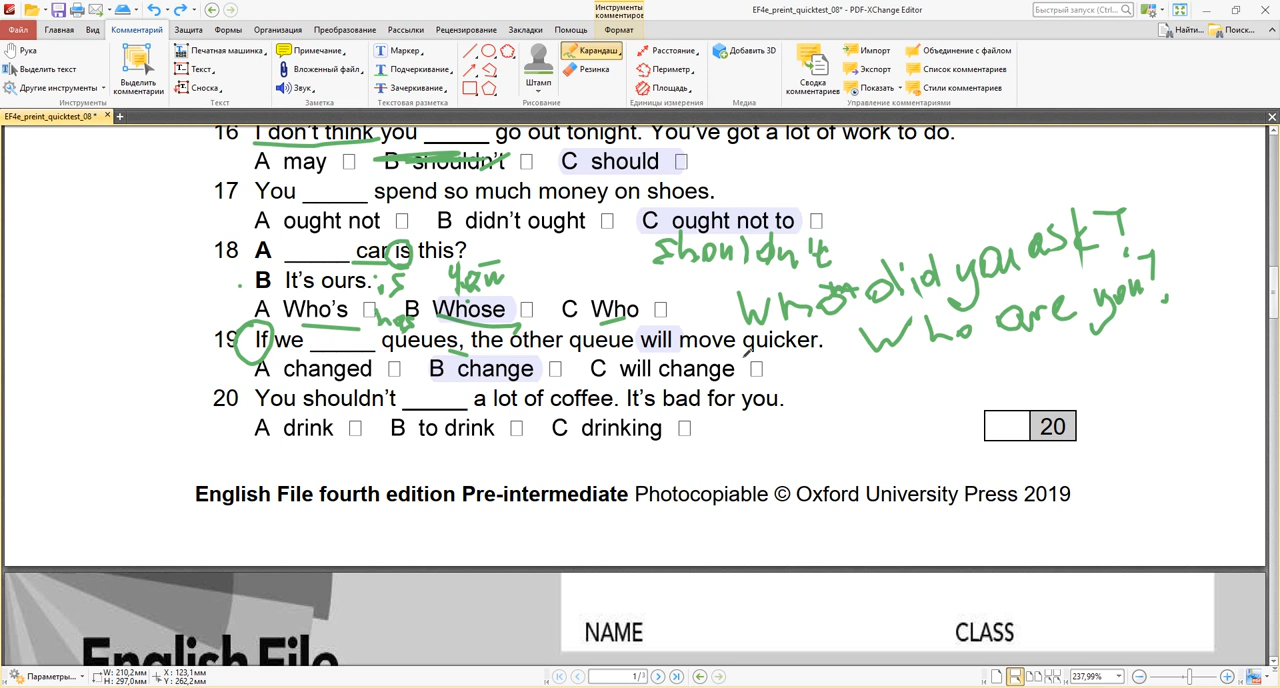 Инструменты комментиров
EF4e_preint_quicktest_08* - PDF-XChange Editor
Быстрый запуск (Ctrl...
Файл Главная Вид Комментарий Защита Формы Организация Преобразование Рассылки Рецензирование Закладки Помощь Формат Найти... Поиск...
Рука
Выделить текст
Другие инструменты
Инструменты
Выделить комментарии
Печатная машинка
Текст
Сноска
Текст
Примечание
Вложенный файл
Звук
Заметка
Маркер
Подчеркивание
Зачеркивание
Текстовая разметка
Штамп
Карандаш
Резинка
Рисование
Расстояние
Периметр
Площадь
Единицы измерения
Добавить 3D
Медиа
Сводка комментариев
Импорт
Экспорт
Показать
Объединение с файлом
Список комментариев
Стили комментариев
Управление комментариями
EF4e_preint_quicktest_08 *
16 I don't think you _____ go out tonight. You've got a lot of work to do.
A may B shouldn't C should
17 You _____ spend so much money on shoes.
A ought not B didn't ought C ought not to
shouldn't
18 A _____ car is this?
B It's ours.
is
has
A Who's B Whose C Who
who did you ask?
who are you?
19 If we _____ queues, the other queue will move quicker.
A changed B change C will change
20 You shouldn't _____ a lot of coffee. It's bad for you.
A drink B to drink C drinking
20
English File fourth edition Pre-intermediate Photocopiable © Oxford University Press 2019
NAME CLASS
English File
Параметры...
W: 210,2мм
H: 297,0мм
X: 123,1мм
Y: 262,2мм
237,99%